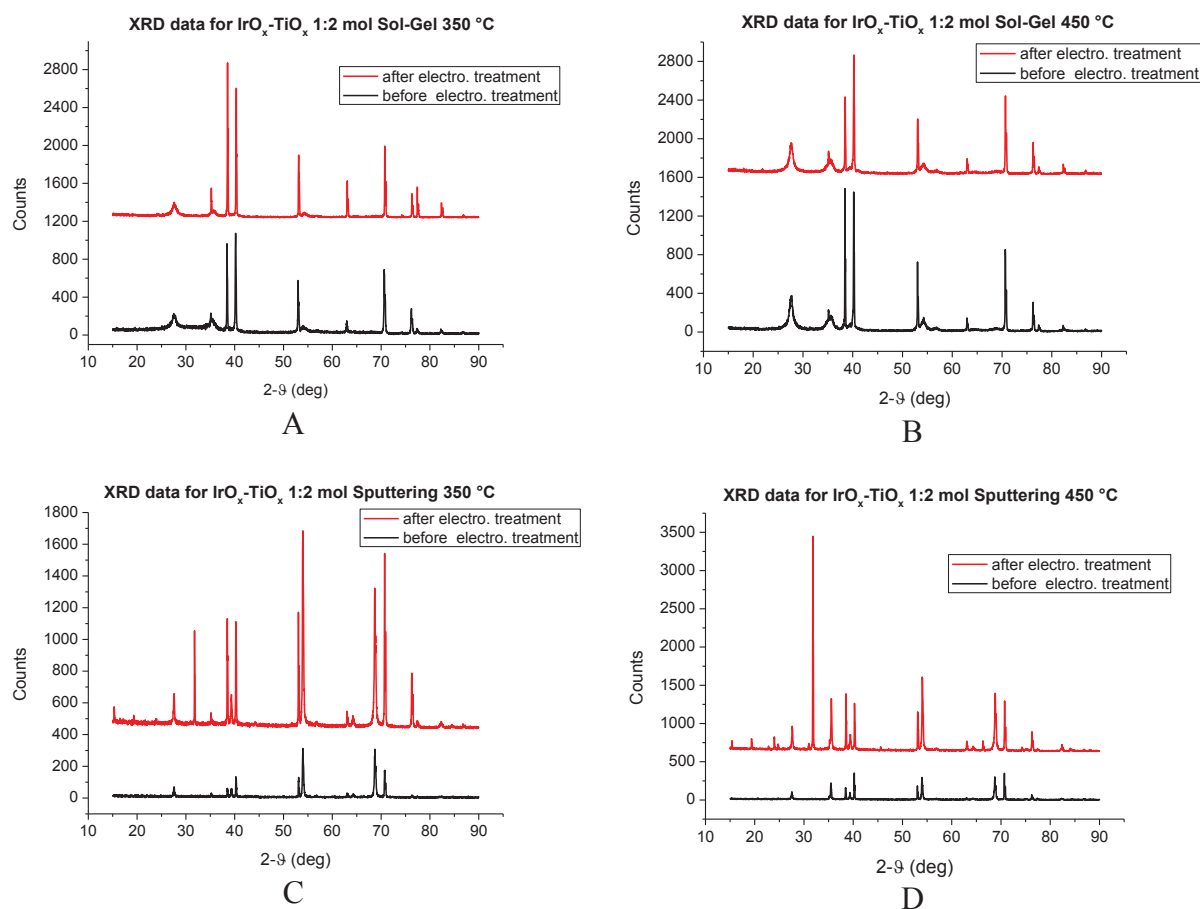 XRD data for IrOₓ-TiOₓ 1:2 mol Sol-Gel 350 °C
after electro. treatment
before electro. treatment
Counts
2800
2400
2000
1600
1200
800
400
0
10 20 30 40 50 60 70 80 90
2-ϑ (deg)
A
XRD data for IrOₓ-TiOₓ 1:2 mol Sol-Gel 450 °C
after electro. treatment
before electro. treatment
Counts
2800
2400
2000
1600
1200
800
400
0
10 20 30 40 50 60 70 80 90
2-ϑ (deg)
B
XRD data for IrOₓ-TiOₓ 1:2 mol Sputtering 350 °C
after electro. treatment
before electro. treatment
Counts
1800
1600
1400
1200
1000
800
600
400
200
0
10 20 30 40 50 60 70 80 90
2-ϑ (deg)
C
XRD data for IrOₓ-TiOₓ 1:2 mol Sputtering 450 °C
after electro. treatment
before electro. treatment
Counts
3500
3000
2500
2000
1500
1000
500
0
10 20 30 40 50 60 70 80 90
2-ϑ (deg)
D